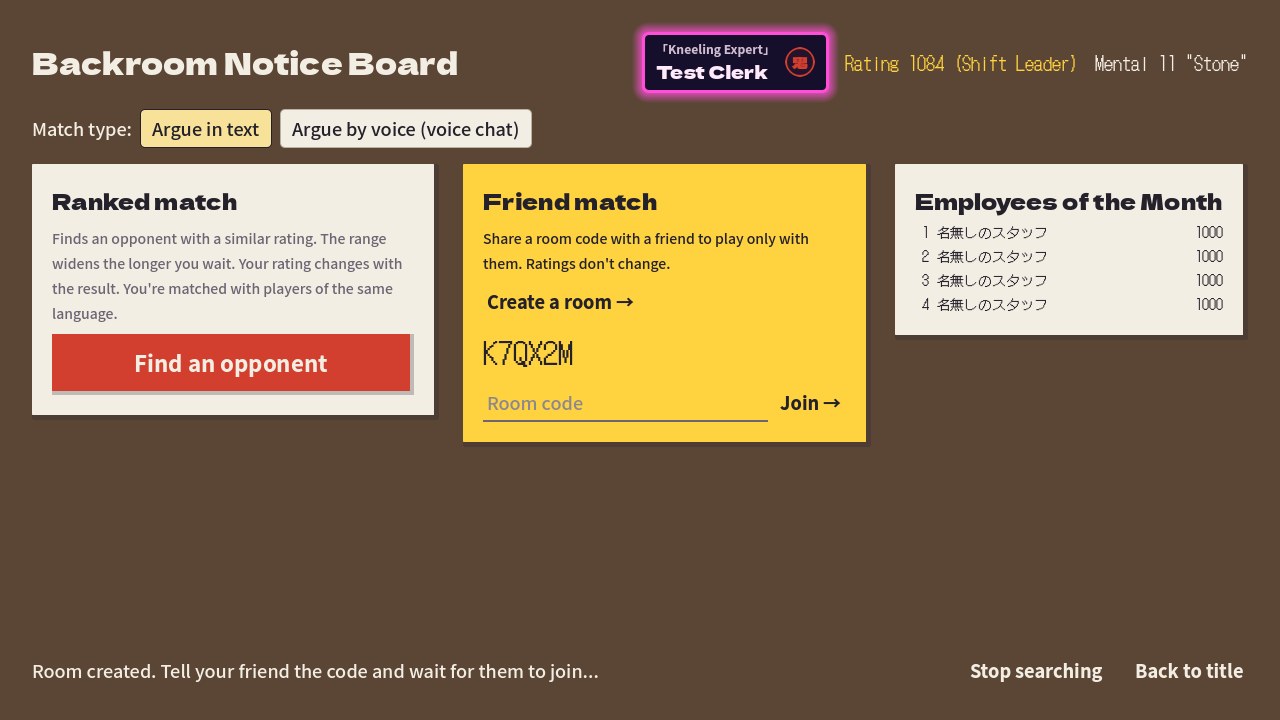 Backroom Notice Board
「Kneeling Expert」
Test Clerk
Rating 1084 (Shift Leader)
Mental 11 "Stone"
Match type:
Argue in text
Argue by voice (voice chat)
Ranked match
Finds an opponent with a similar rating. The range
widens the longer you wait. Your rating changes with
the result. You're matched with players of the same
language.
Find an opponent
Friend match
Share a room code with a friend to play only with
them. Ratings don't change.
Create a room →
K7QX2M
Room code
Join →
Employees of the Month
1 名無しのスタッフ 1000
2 名無しのスタッフ 1000
3 名無しのスタッフ 1000
4 名無しのスタッフ 1000
Room created. Tell your friend the code and wait for them to join...
Stop searching
Back to title